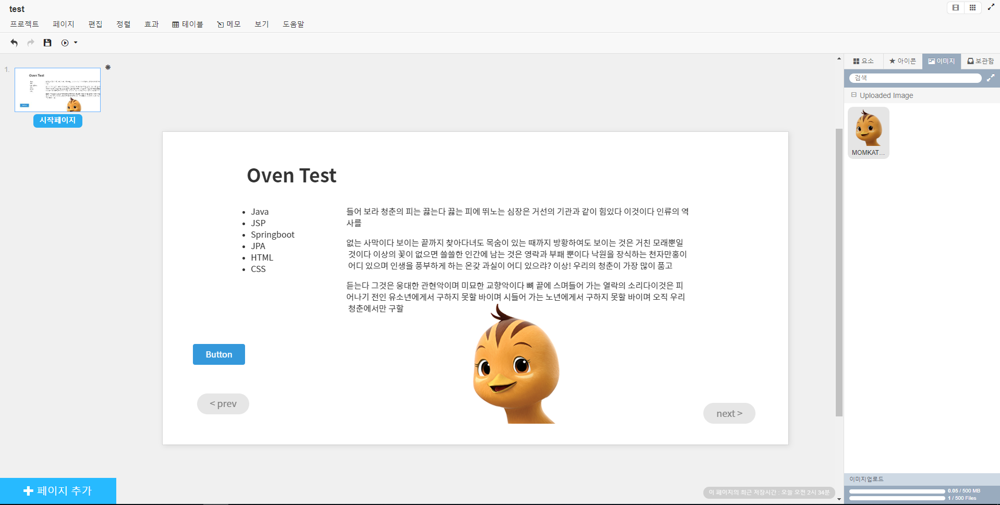 test
프로젝트 페이지 편집 정렬 효과 테이블 메모 보기 도움말
1.
Oven Test
시작페이지
요소 아이콘 이미지 보관함
검색
Uploaded Image
MOMKAT...
Oven Test
Java
JSP
Springboot
JPA
HTML
CSS
들어 보라 청춘의 피는 끓는다 끓는 피에 뛰노는 심장은 거선의 기관과 같이 힘있다 이것이다 인류의 역
사를
없는 사막이다 보이는 끝까지 찾아다녀도 목숨이 있는 때까지 방황하여도 보이는 것은 거친 모래뿐일
것이다 이상의 꽃이 없으면 쓸쓸한 인간에 남는 것은 영락과 부패 뿐이다 낙원을 장식하는 천자만홍이
어디 있으며 인생을 풍부하게 하는 온갖 과실이 어디 있으랴? 이상! 우리의 청춘이 가장 많이 품고
듣는다 그것은 웅대한 관현악이며 미묘한 교향악이다 뼈 끝에 스며들어 가는 열락의 소리다이것은 피
어나기 전인 유소년에게서 구하지 못할 바이며 시들어 가는 노년에게서 구하지 못할 바이며 오직 우리
청춘에서만 구할
Button
< prev
next >
페이지 추가
이 페이지의 최근 저장시간 : 오늘 오전 2시 34분
이미지업로드
0.05 / 500 MB
1 / 500 Files